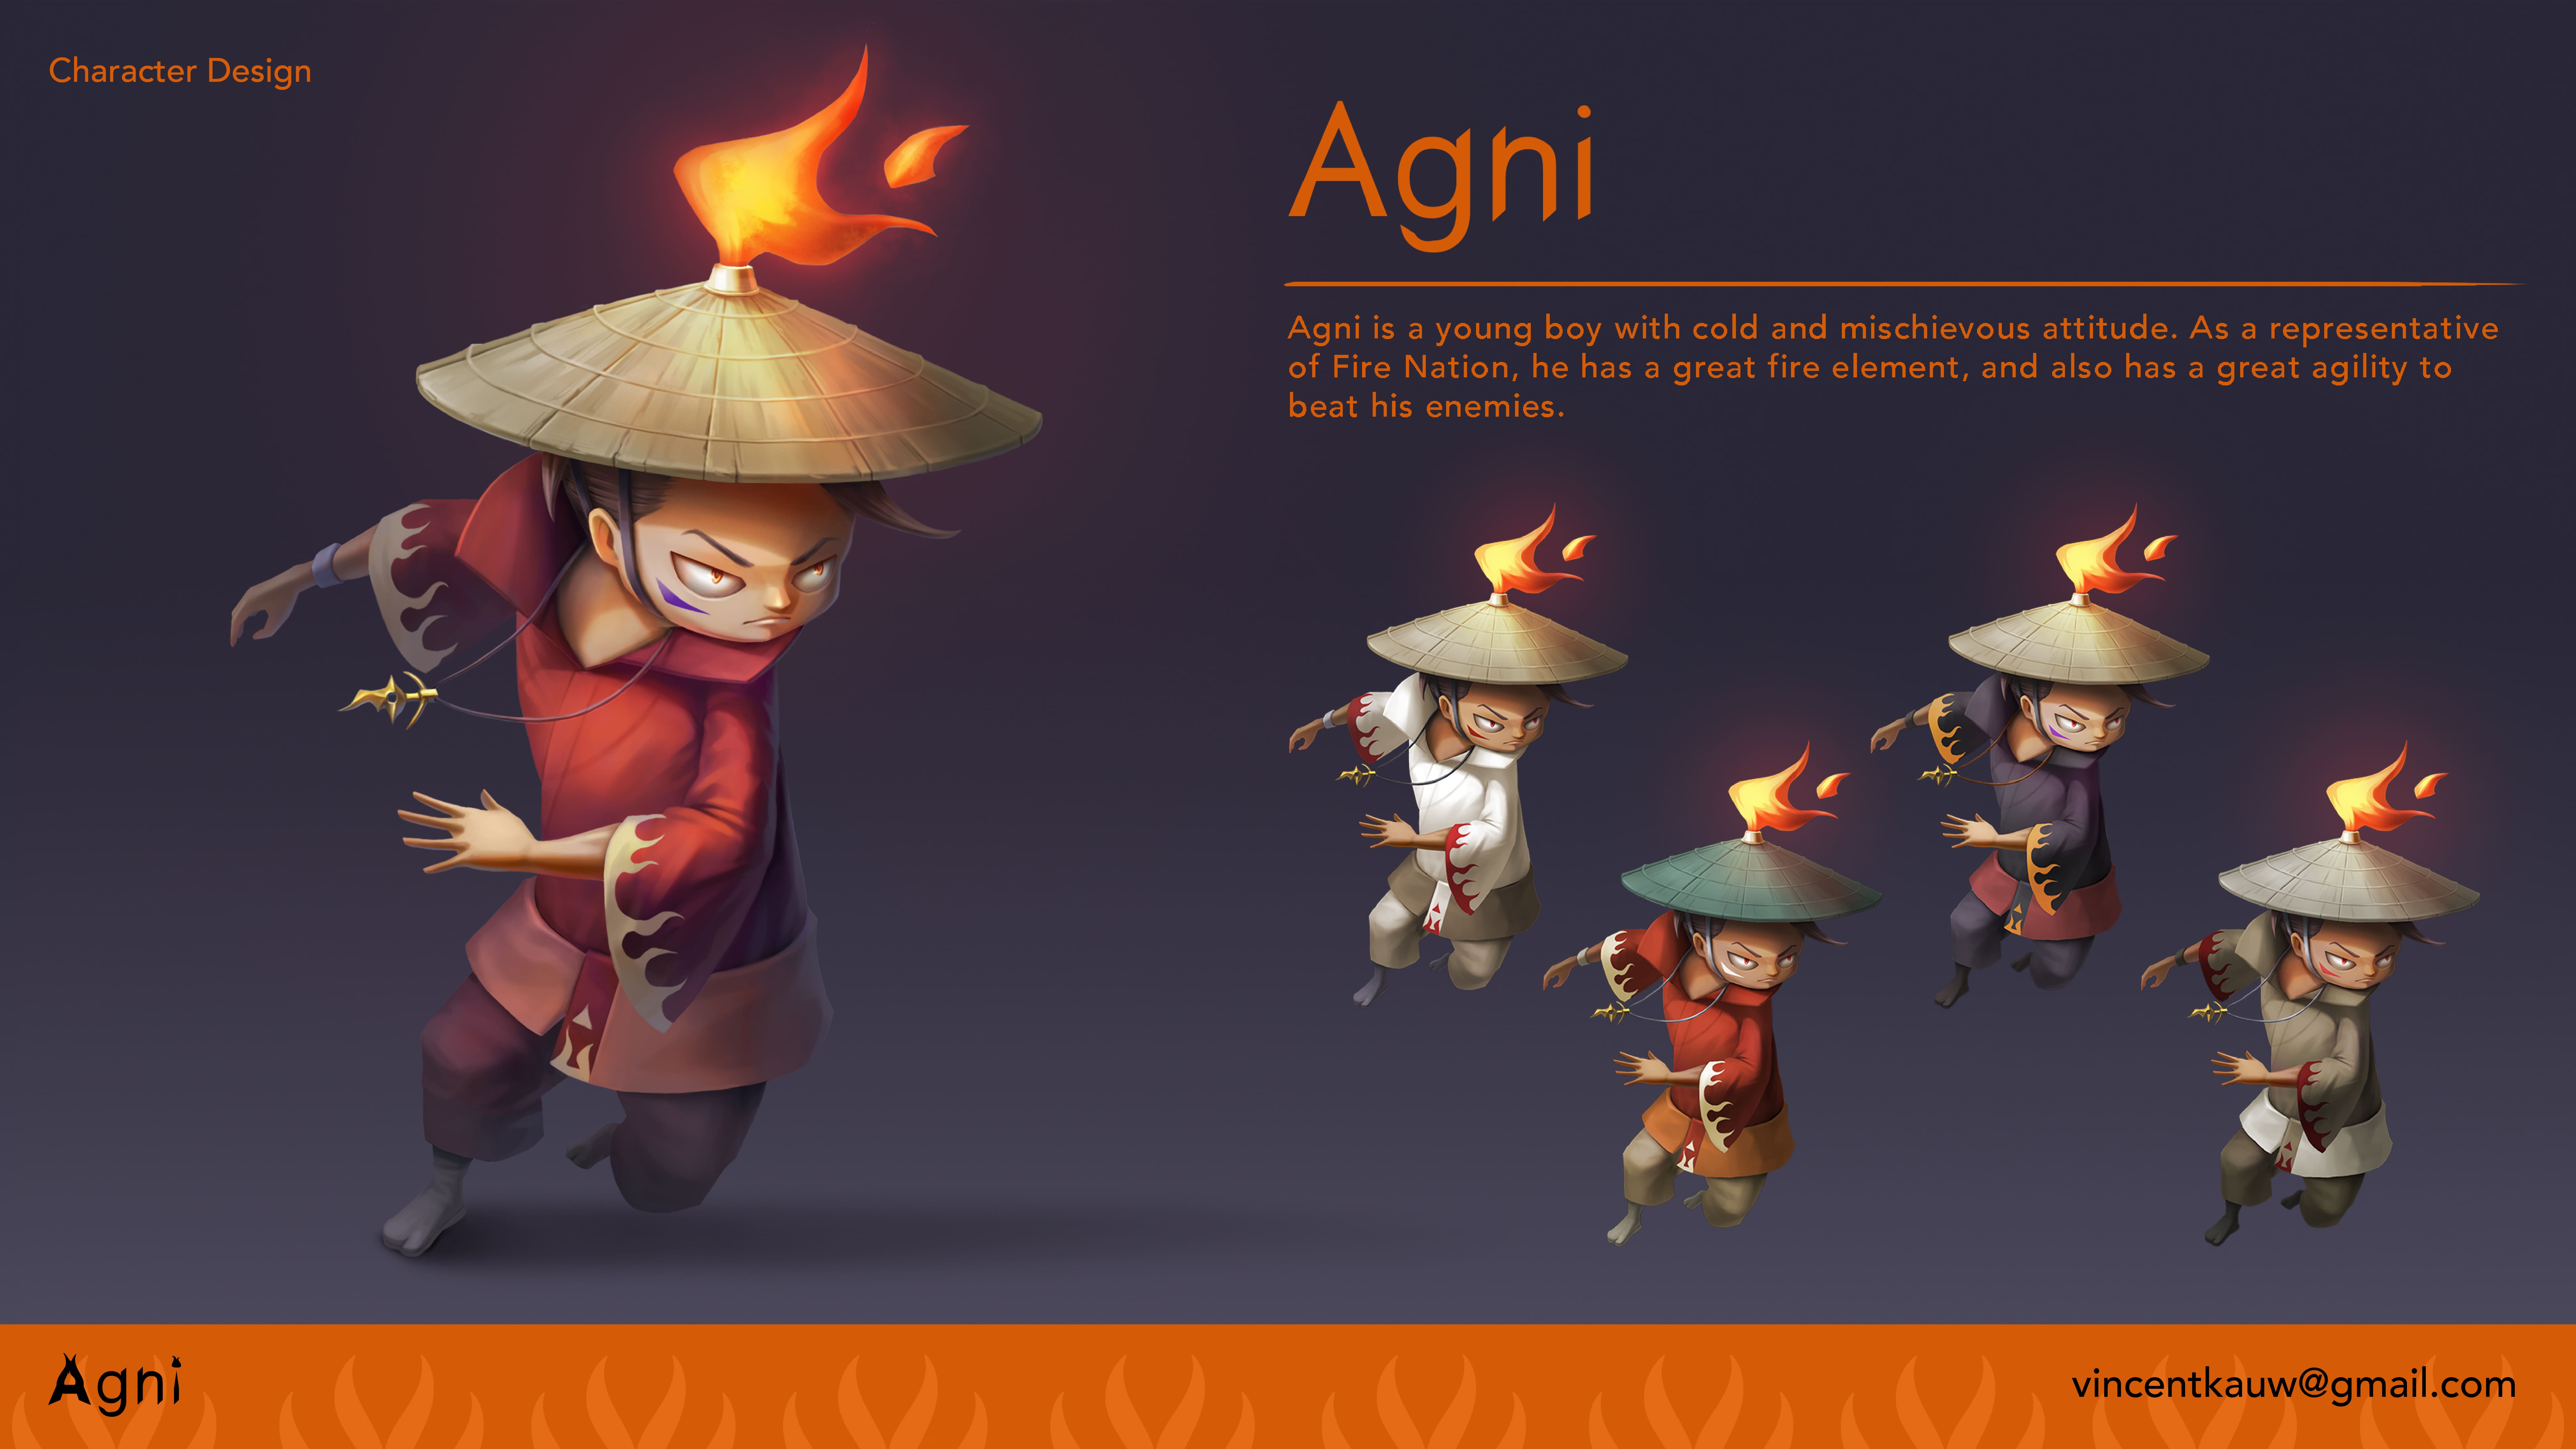 Character Design
Agni
Agni is a young boy with cold and mischievous attitude. As a representative
of Fire Nation, he has a great fire element, and also has a great agility to
beat his enemies.
Agni
vincentkauw@gmail.com